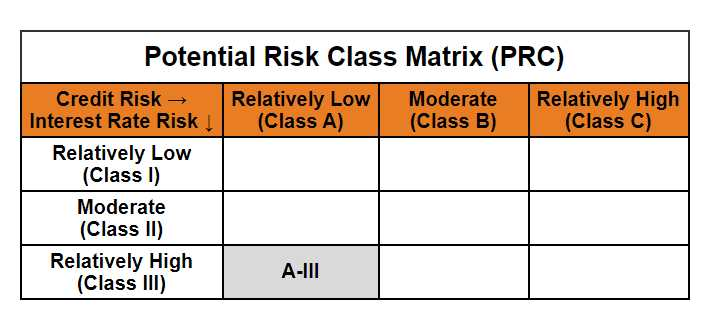 Potential Risk Class Matrix (PRC)
Credit Risk → Relatively Low Moderate Relatively High
Interest Rate Risk ↓ (Class A) (Class B) (Class C)
Relatively Low
(Class I)
Moderate
(Class II)
Relatively High
(Class III)
A-III